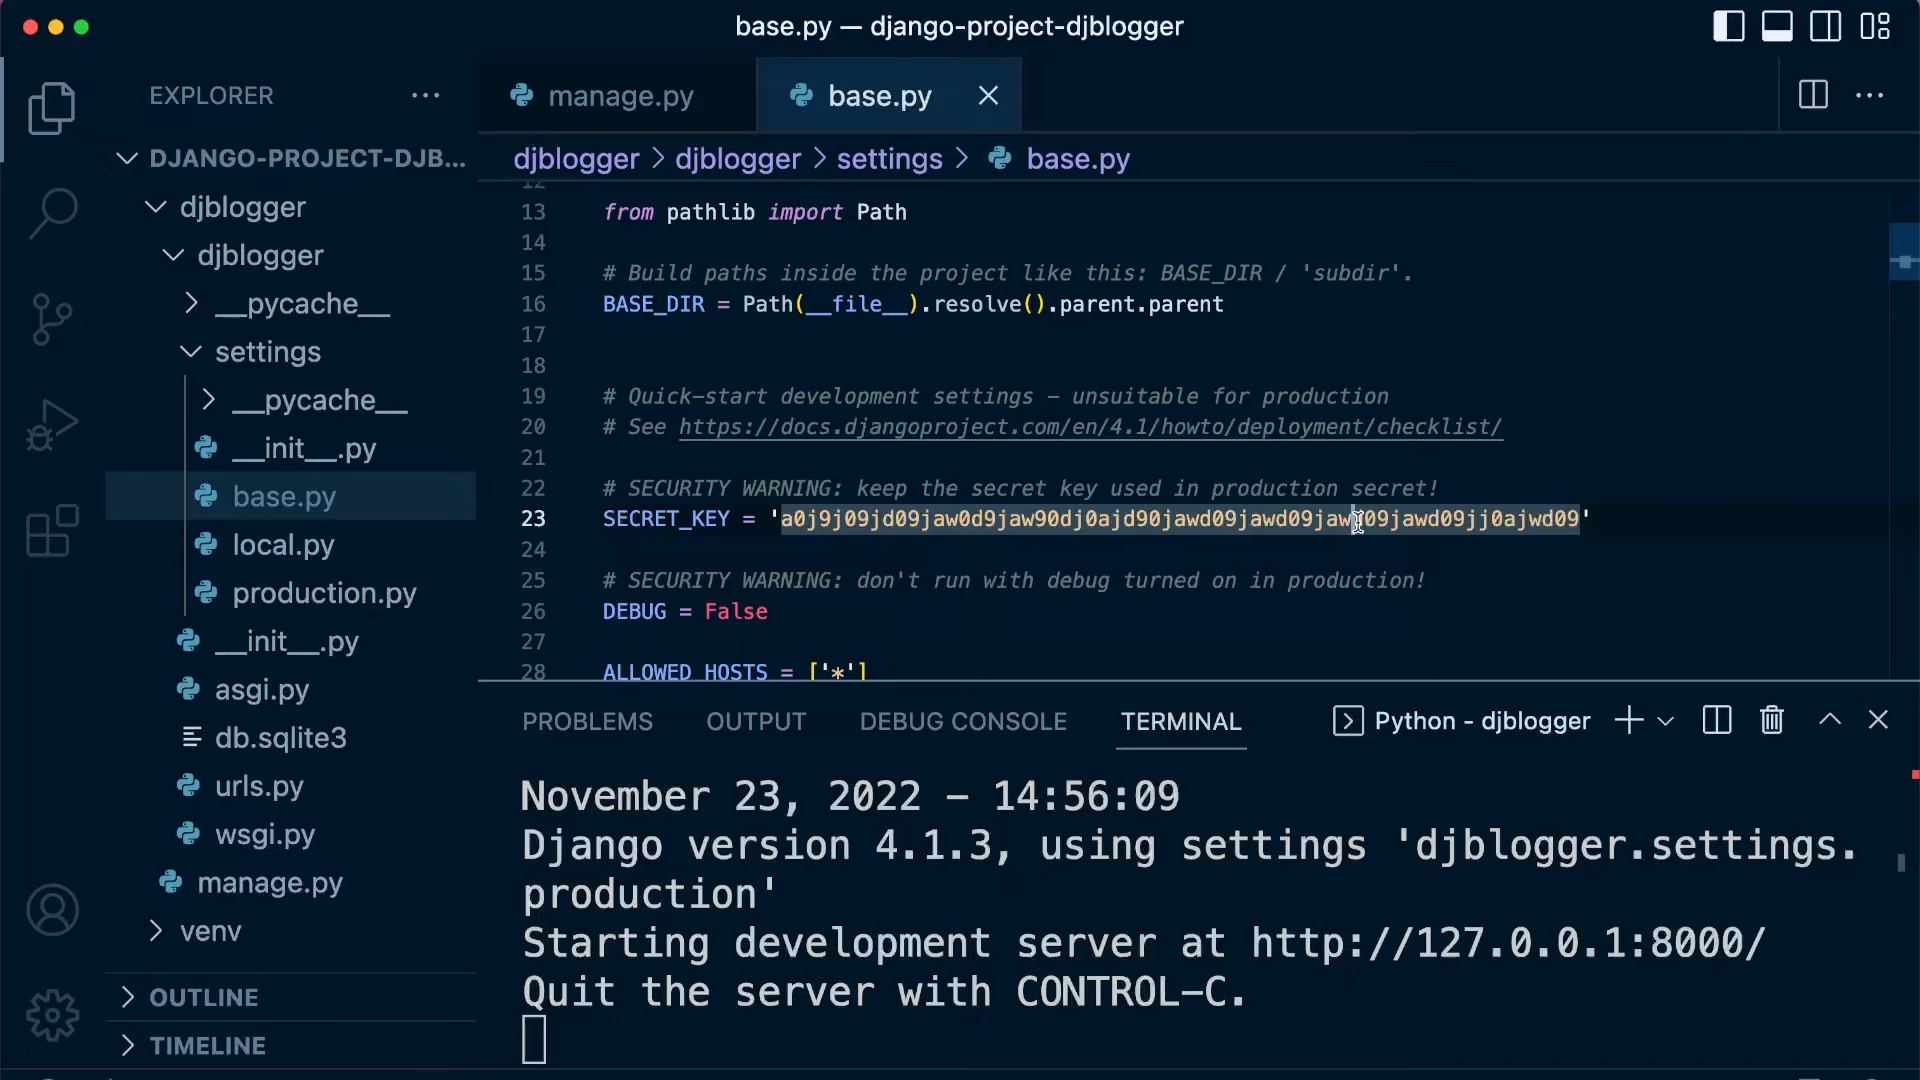 base.py — django-project-djblogger
EXPLORER
DJANGO-PROJECT-DJB...
djblogger
djblogger
__pycache__
settings
__pycache__
__init__.py
base.py
local.py
production.py
__init__.py
asgi.py
db.sqlite3
urls.py
wsgi.py
manage.py
venv
OUTLINE
TIMELINE
manage.py
base.py
djblogger > djblogger > settings > base.py
12
13 from pathlib import Path
14
15 # Build paths inside the project like this: BASE_DIR / 'subdir'.
16 BASE_DIR = Path(__file__).resolve().parent.parent
17
18
19 # Quick-start development settings - unsuitable for production
20 # See https://docs.djangoproject.com/en/4.1/howto/deployment/checklist/
21
22 # SECURITY WARNING: keep the secret key used in production secret!
23 SECRET_KEY = 'a0j9j09jd09jaw0d9jaw90dj0ajd90jawd09jawd09jawd09jawd09jj0ajwd09'
24
25 # SECURITY WARNING: don't run with debug turned on in production!
26 DEBUG = False
27
28 ALLOWED_HOSTS = ['*']
PROBLEMS OUTPUT DEBUG CONSOLE TERMINAL Python - djblogger
November 23, 2022 - 14:56:09
Django version 4.1.3, using settings 'djblogger.settings.
production'
Starting development server at http://127.0.0.1:8000/
Quit the server with CONTROL-C.